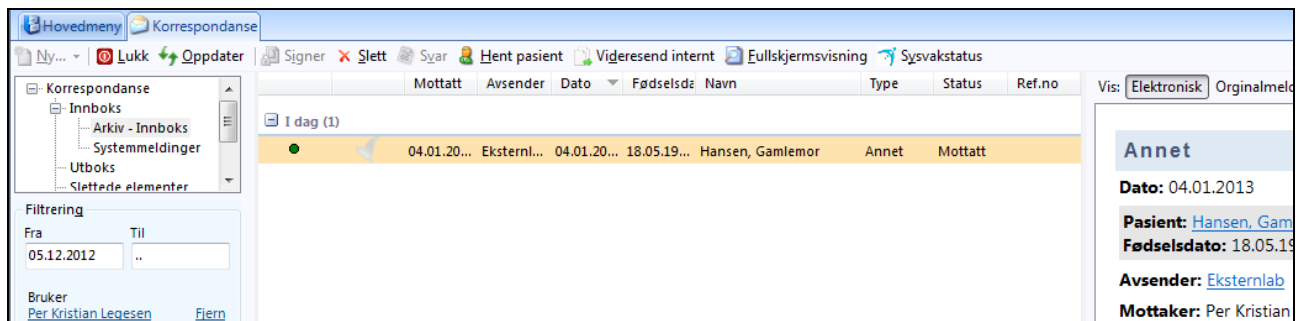 Hovedmeny Korrespondanse
Ny... Lukk Oppdater Signer Slett Svar Hent pasient Videresend internt Fullskjermsvisning Sysvakstatus
Korrespondanse
Innboks
Arkiv - Innboks
Systemmeldinger
Utboks
Slettede elementer
Filtrering
Fra Til
05.12.2012 ..
Bruker
Per Kristian Legesen Fjern
Mottatt Avsender Dato Fødselsda Navn Type Status Ref.no
I dag (1)
04.01.20... Eksternl... 04.01.20... 18.05.19... Hansen, Gamlemor Annet Mottatt
Vis: Elektronisk Orginalmeld
Annet
Dato: 04.01.2013
Pasient: Hansen, Gam
Fødselsdato: 18.05.19
Avsender: Eksternlab
Mottaker: Per Kristian